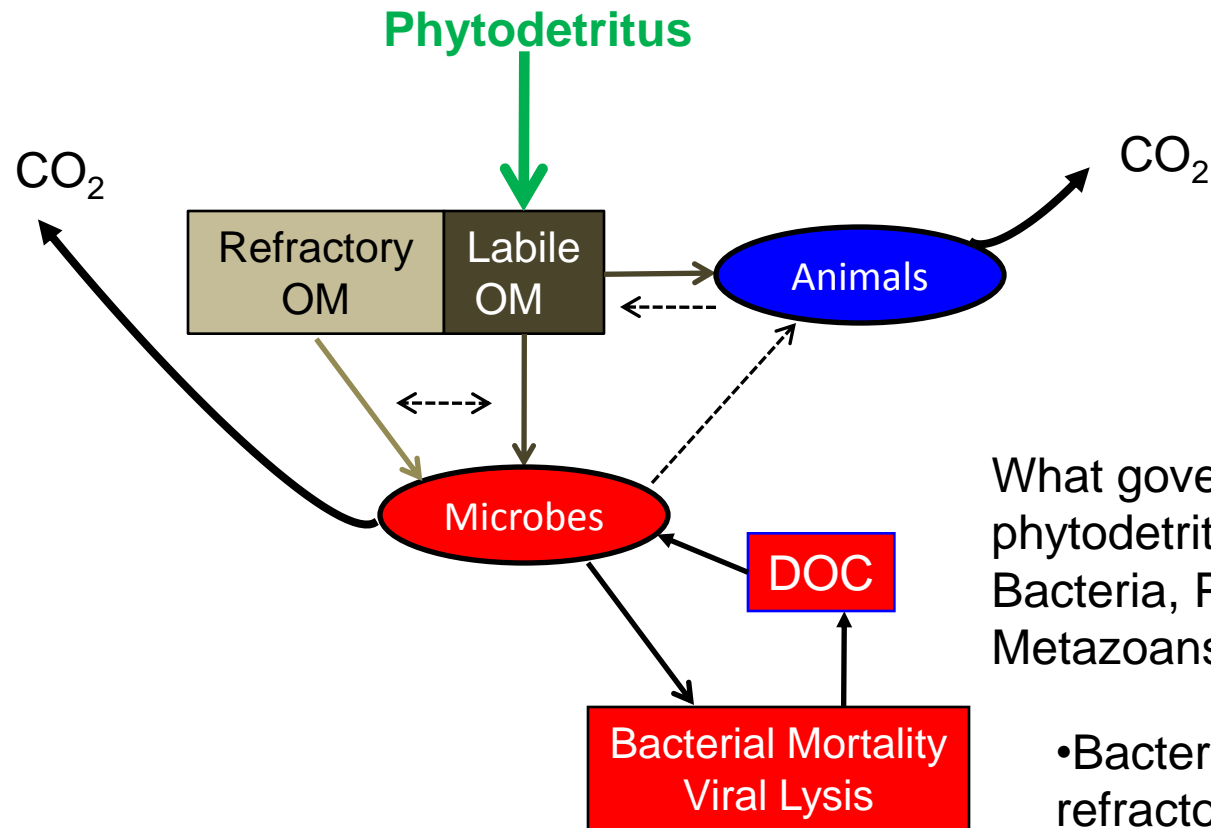 Phytodetritus
CO₂
CO₂
Refractory
OM
Labile
OM
Animals
Microbes
DOC
Bacterial Mortality
Viral Lysis
What gove
phytodetrit
Bacteria, 
Metazoans
•Bacter
refracto